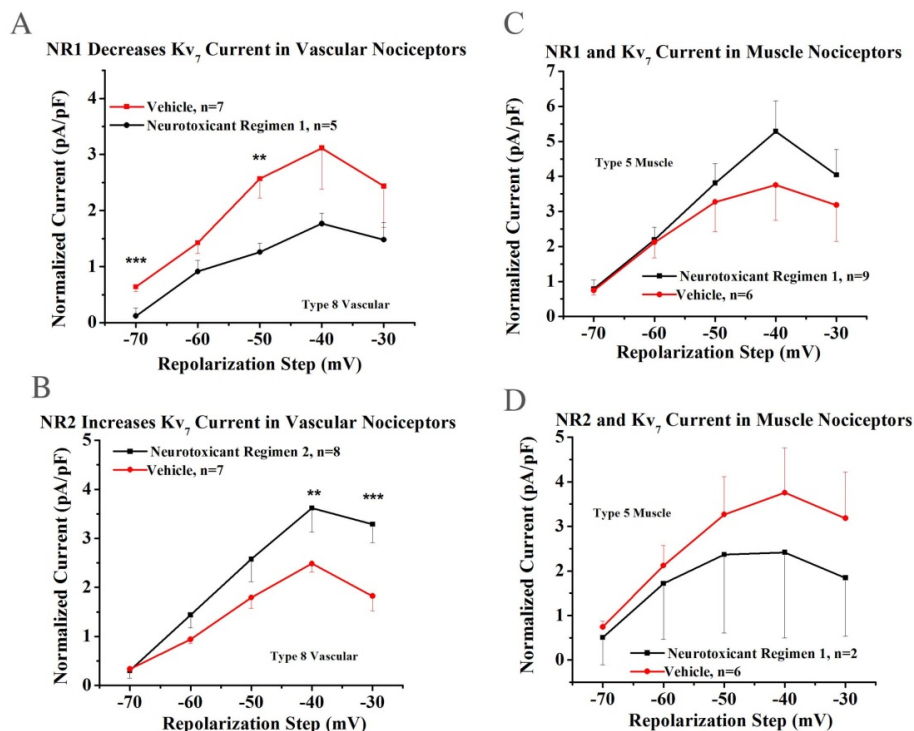 A
NR1 Decreases Kv7 Current in Vascular Nociceptors
Normalized Current (pA/pF)
4
3
2
1
0
Vehicle, n=7
Neurotoxicant Regimen 1, n=5
**
***
Type 8 Vascular
-70 -60 -50 -40 -30
Repolarization Step (mV)
B
NR2 Increases Kv7 Current in Vascular Nociceptors
Normalized Current (pA/pF)
5
4
3
2
1
0
Neurotoxicant Regimen 2, n=8
Vehicle, n=7
** ***
Type 8 Vascular
-70 -60 -50 -40 -30
Repolarization Step (mV)
C
NR1 and Kv7 Current in Muscle Nociceptors
Normalized Current (pA/pF)
7
6
5
4
3
2
1
0
Type 5 Muscle
Neurotoxicant Regimen 1, n=9
Vehicle, n=6
-70 -60 -50 -40 -30
Repolarization Step (mV)
D
NR2 and Kv7 Current in Muscle Nociceptors
Normalized Current (pA/pF)
5
4
3
2
1
0
Type 5 Muscle
Neurotoxicant Regimen 1, n=2
Vehicle, n=6
-70 -60 -50 -40 -30
Repolarization Step (mV)